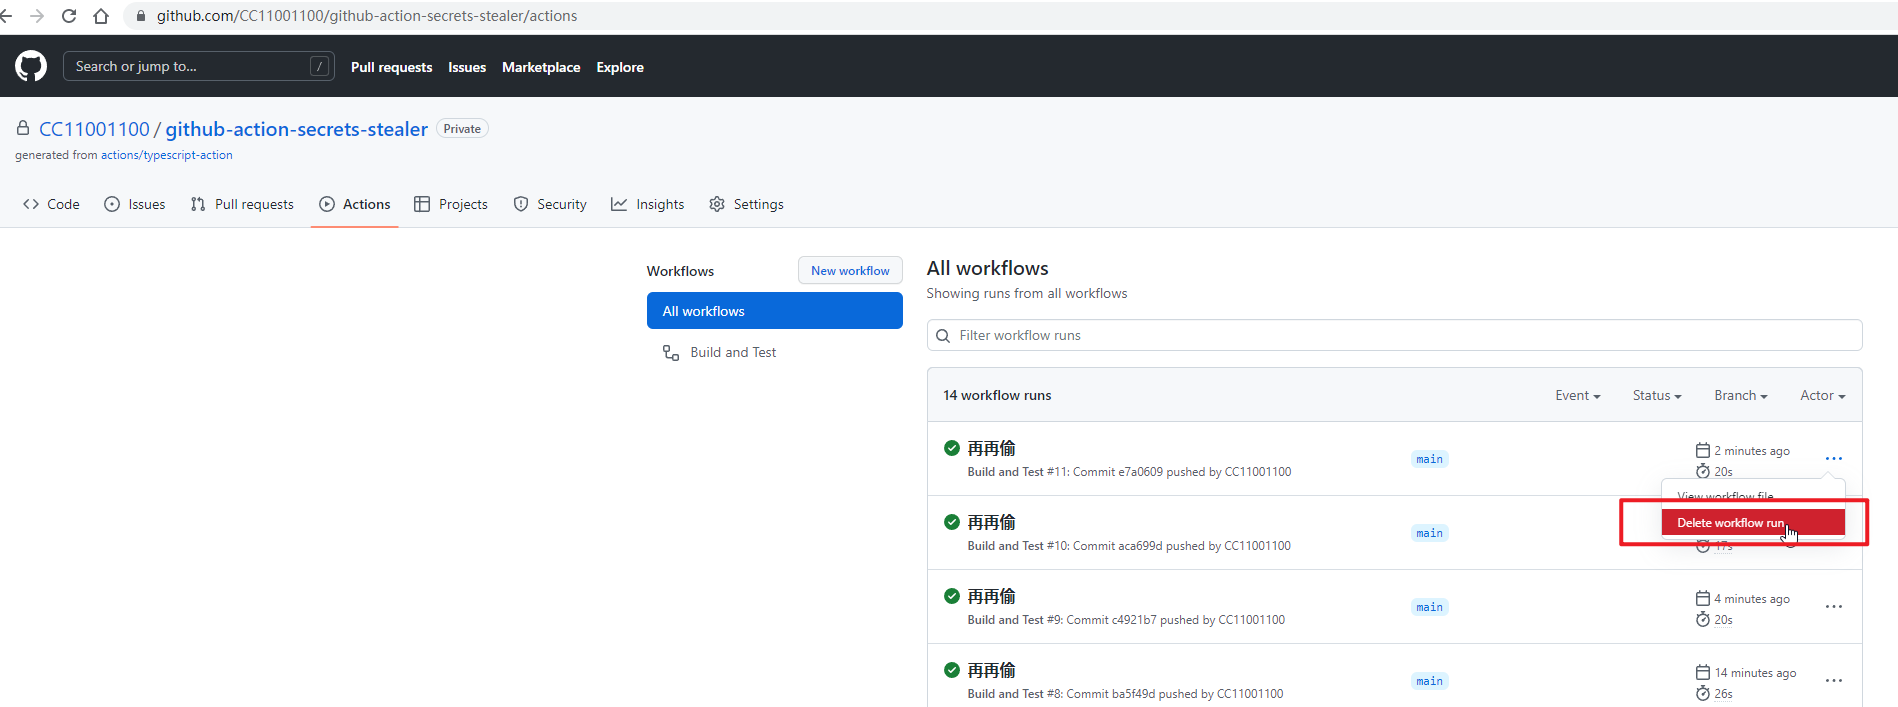 github.com/CC11001100/github-action-secrets-stealer/actions
Search or jump to... /
Pull requests Issues Marketplace Explore
CC11001100 / github-action-secrets-stealer Private
generated from actions/typescript-action
Code Issues Pull requests Actions Projects Security Insights Settings
Workflows New workflow
All workflows
Build and Test
All workflows
Showing runs from all workflows
Filter workflow runs
14 workflow runs Event Status Branch Actor
再再偷
Build and Test #11: Commit e7a0609 pushed by CC11001100
main
2 minutes ago
20s
View workflow file
Delete workflow run
再再偷
Build and Test #10: Commit aca699d pushed by CC11001100
main
17s
再再偷
Build and Test #9: Commit c4921b7 pushed by CC11001100
main
4 minutes ago
20s
再再偷
Build and Test #8: Commit ba5f49d pushed by CC11001100
main
14 minutes ago
26s